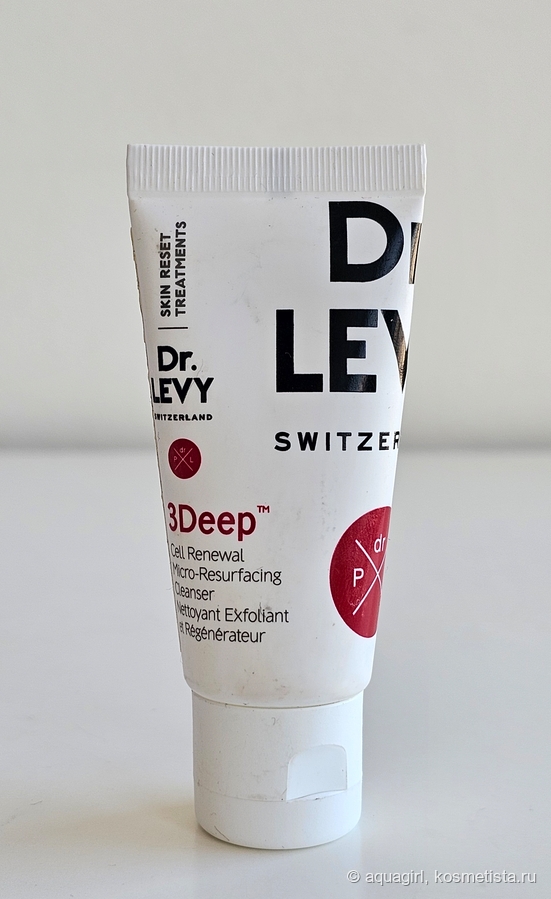 SKIN RESET
TREATMENTS
Dr.
LEVY
SWITZERLAND
dr
P L
3Deep™
Cell Renewal
Micro-Resurfacing
Cleanser
Nettoyant Exfoliant
et Régénérateur
Dr
LEV
SWITZER
dr
P
© aquagirl, kosmetista.ru